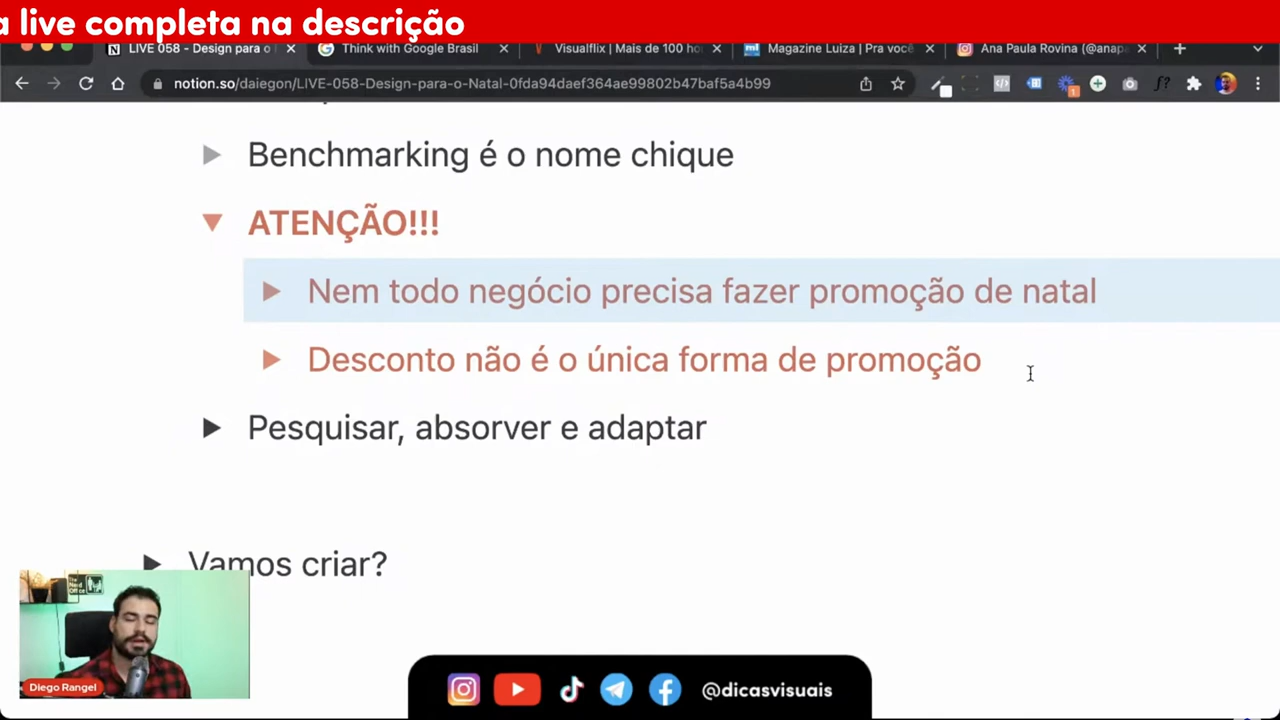 a live completa na descrição
LIVE 058 - Design para o
Think with Google Brasil
Visualflix | Mais de 100 ho
Magazine Luiza | Pra você
Ana Paula Rovina (@anap
notion.so/daiegon/LIVE-058-Design-para-o-Natal-0fda94daef364ae99802b47baf5a4b99
Benchmarking é o nome chique
ATENÇÃO!!!
Nem todo negócio precisa fazer promoção de natal
Desconto não é o única forma de promoção
Pesquisar, absorver e adaptar
Vamos criar?
Diego Rangel
@dicasvisuais